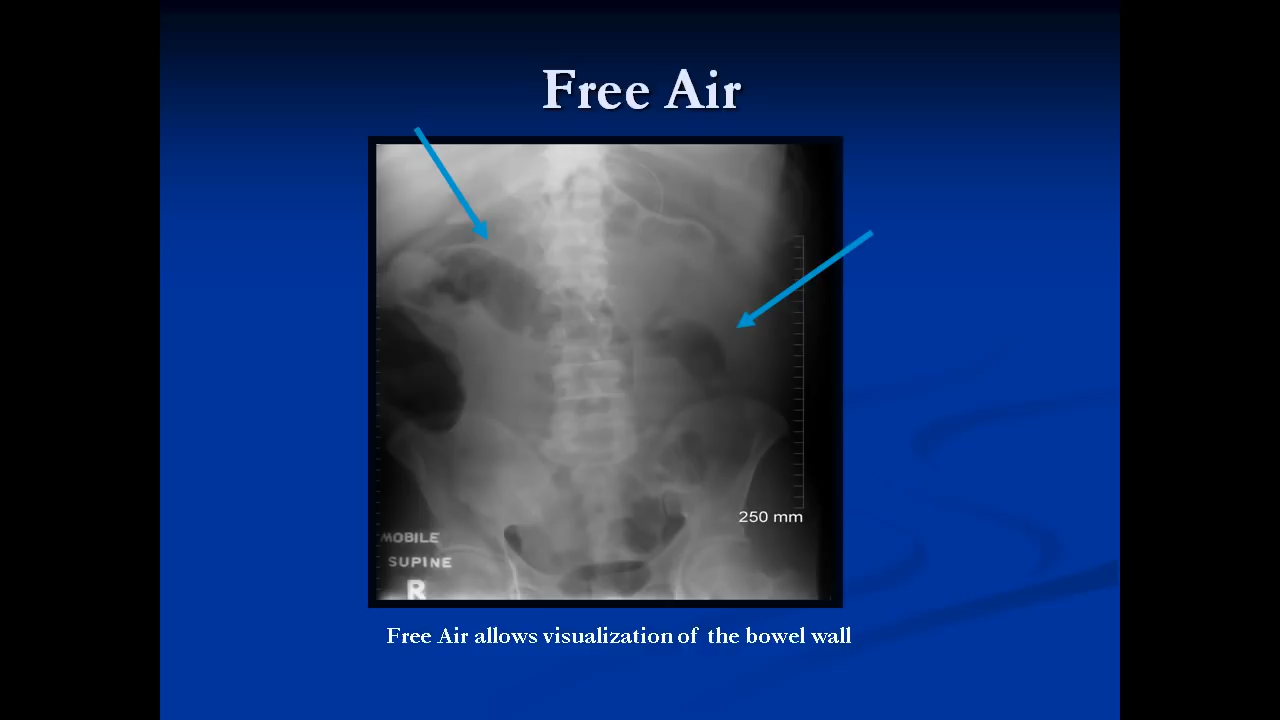 Free Air
250 mm
MOBILE
SUPINE
R
Free Air allows visualization of the bowel wall